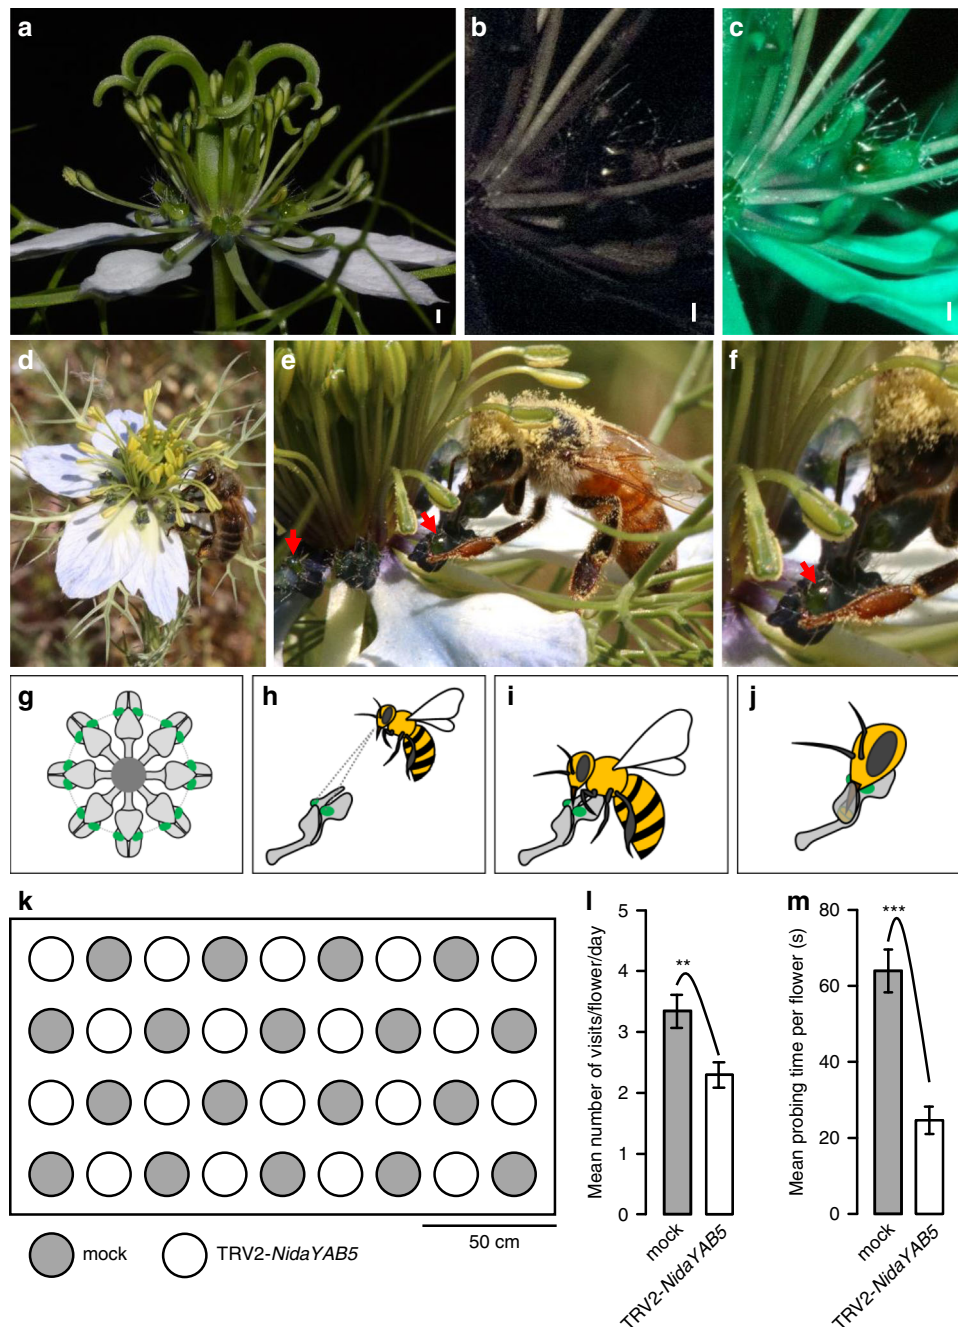 a
b
c
d
e
f
g
h
i
j
k
mock
TRV2-NidaYAB5
50 cm
l
Mean number of visits/flower/day
5
4
3
2
1
0
**
mock
TRV2-NidaYAB5
m
Mean probing time per flower (s)
80
60
40
20
0
***
mock
TRV2-NidaYAB5